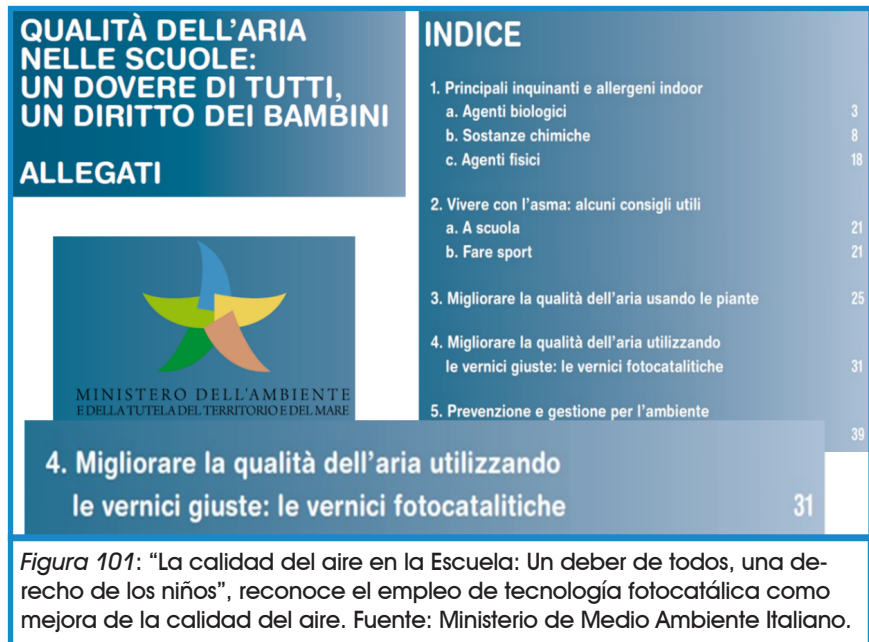 QUALITÀ DELL'ARIA
NELLE SCUOLE:
UN DOVERE DI TUTTI,
UN DIRITTO DEI BAMBINI
ALLEGATI
MINISTERO DELL'AMBIENTE
E DELLA TUTELA DEL TERRITORIO E DEL MARE
INDICE
1. Principali inquinanti e allergeni indoor
a. Agenti biologici 3
b. Sostanze chimiche 8
c. Agenti fisici 18
2. Vivere con l'asma: alcuni consigli utili
a. A scuola 21
b. Fare sport 21
3. Migliorare la qualità dell'aria usando le piante 25
4. Migliorare la qualità dell'aria utilizzando
le vernici giuste: le vernici fotocatalitiche 31
5. Prevenzione e gestione per l'ambiente
39
4. Migliorare la qualità dell'aria utilizzando
le vernici giuste: le vernici fotocatalitiche 31
Figura 101: “La calidad del aire en la Escuela: Un deber de todos, una de-
recho de los niños”, reconoce el empleo de tecnología fotocatálica como
mejora de la calidad del aire. Fuente: Ministerio de Medio Ambiente Italiano.